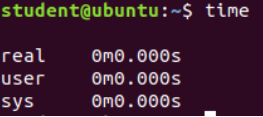 student@ubuntu:~$ time
real 0m0.000s
user 0m0.000s
sys 0m0.000s